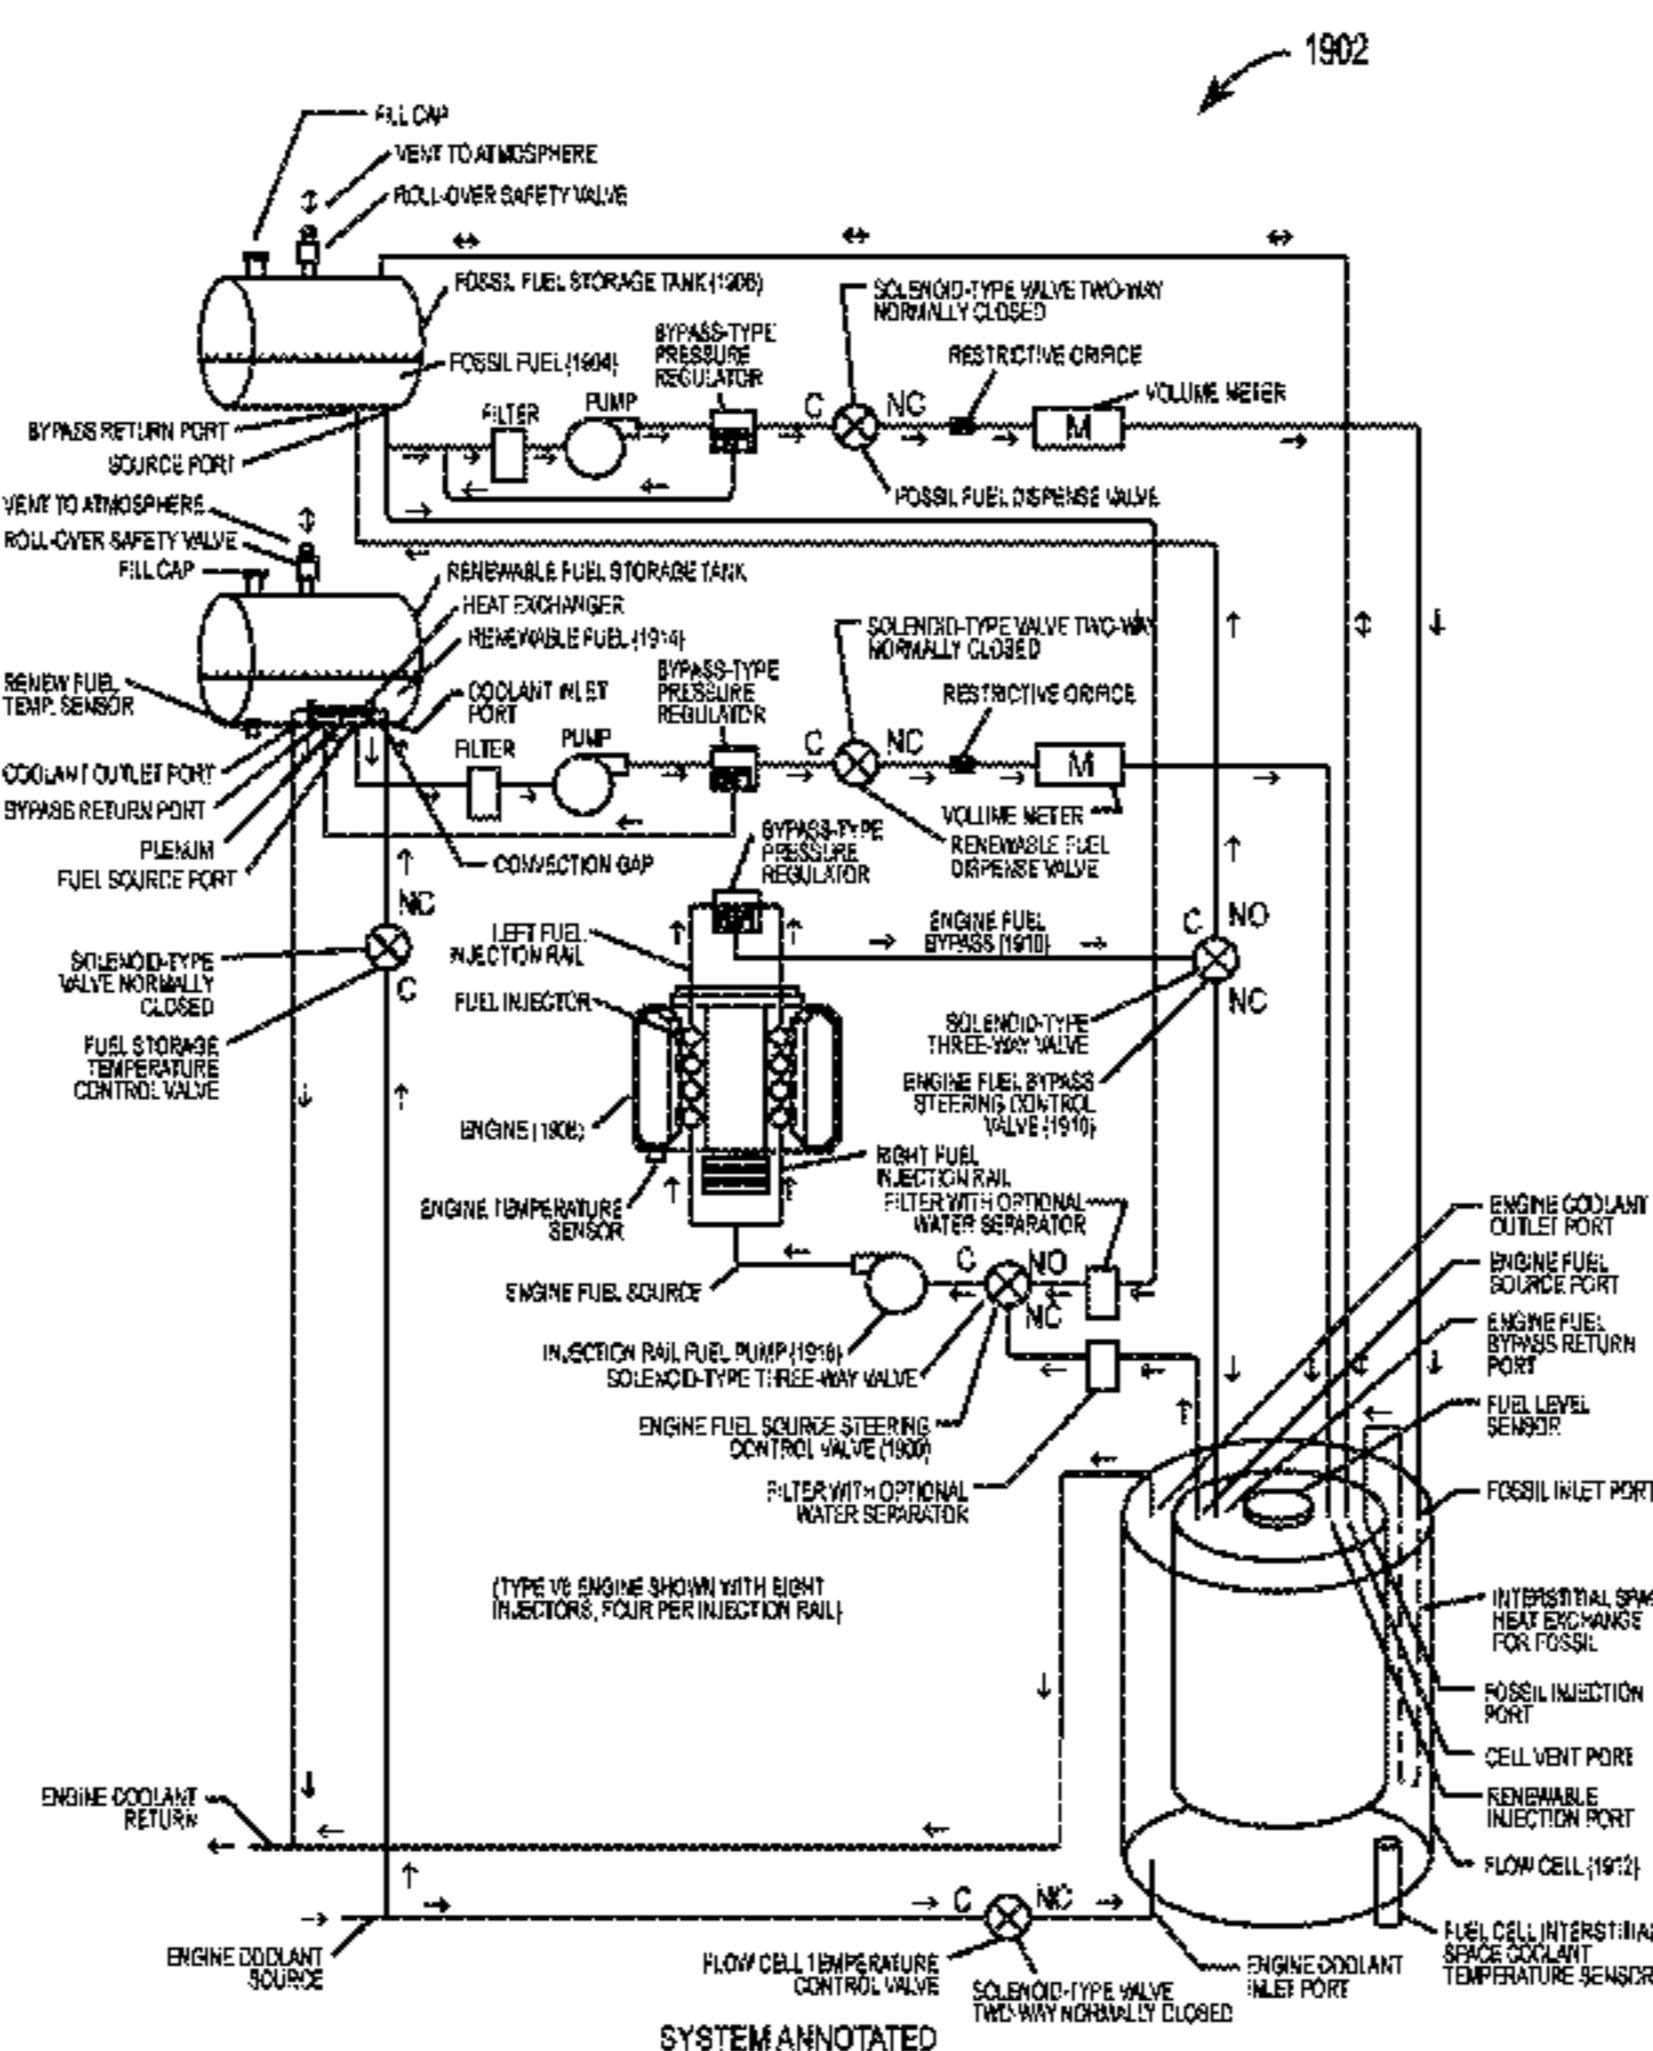 1902
FILL CAP
VENT TO ATMOSPHERE
ROLL-OVER SAFETY VALVE
FOSSIL FUEL STORAGE TANK (1906)
SOLENOID-TYPE VALVE TWO-WAY
NORMALLY CLOSED
BYPASS-TYPE
PRESSURE
REGULATOR
RESTRICTIVE ORIFICE
FOSSIL FUEL (1904)
VOLUME METER
FILTER
PUMP
C
NC
M
BYPASS RETURN PORT
SOURCE PORT
FOSSIL FUEL DISPENSE VALVE
VENT TO ATMOSPHERE
ROLL-OVER SAFETY VALVE
FILL CAP
RENEWABLE FUEL STORAGE TANK
HEAT EXCHANGER
RENEWABLE FUEL (1914)
SOLENOID-TYPE VALVE TWO-WAY
NORMALLY CLOSED
BYPASS-TYPE
PRESSURE
REGULATOR
RENEW FUEL
TEMP. SENSOR
COOLANT INLET
PORT
RESTRICTIVE ORIFICE
FILTER
PUMP
C
NC
M
COOLANT OUTLET PORT
BYPASS RETURN PORT
PLENUM
FUEL SOURCE PORT
CONVECTION GAP
VOLUME METER
RENEWABLE FUEL
DISPENSE VALVE
BYPASS-TYPE
PRESSURE
REGULATOR
NC
C
SOLENOID-TYPE
VALVE NORMALLY
CLOSED
FUEL STORAGE
TEMPERATURE
CONTROL VALVE
LEFT FUEL
INJECTION RAIL
FUEL INJECTOR
ENGINE FUEL
BYPASS (1910)
C
NO
NC
SOLENOID-TYPE
THREE-WAY VALVE
ENGINE FUEL BYPASS
STEERING CONTROL
VALVE (1910)
ENGINE (1908)
RIGHT FUEL
INJECTION RAIL
FILTER WITH OPTIONAL
WATER SEPARATOR
ENGINE TEMPERATURE
SENSOR
C
NO
NC
ENGINE FUEL SOURCE
INJECTION RAIL FUEL PUMP (1916)
SOLENOID-TYPE THREE-WAY VALVE
ENGINE FUEL SOURCE STEERING
CONTROL VALVE (1900)
FILTER WITH OPTIONAL
WATER SEPARATOR
ENGINE COOLANT
OUTLET PORT
ENGINE FUEL
SOURCE PORT
ENGINE FUEL
BYPASS RETURN
PORT
FUEL LEVEL
SENSOR
FOSSIL INLET PORT
(TYPE V8 ENGINE SHOWN WITH EIGHT
INJECTORS, FOUR PER INJECTION RAIL)
INTERSTITIAL SPA
HEAT EXCHANGE
FOR FOSSIL
FOSSIL INJECTION
PORT
CELL VENT PORT
RENEWABLE
INJECTION PORT
FLOW CELL (1912)
ENGINE COOLANT
RETURN
C
NC
ENGINE COOLANT
SOURCE
FLOW CELL TEMPERATURE
CONTROL VALVE
SOLENOID-TYPE VALVE
TWO-WAY NORMALLY CLOSED
ENGINE COOLANT
INLET PORT
FUEL CELL INTERSTITIA
SPACE COOLANT
TEMPERATURE SENSOR
SYSTEM ANNOTATED